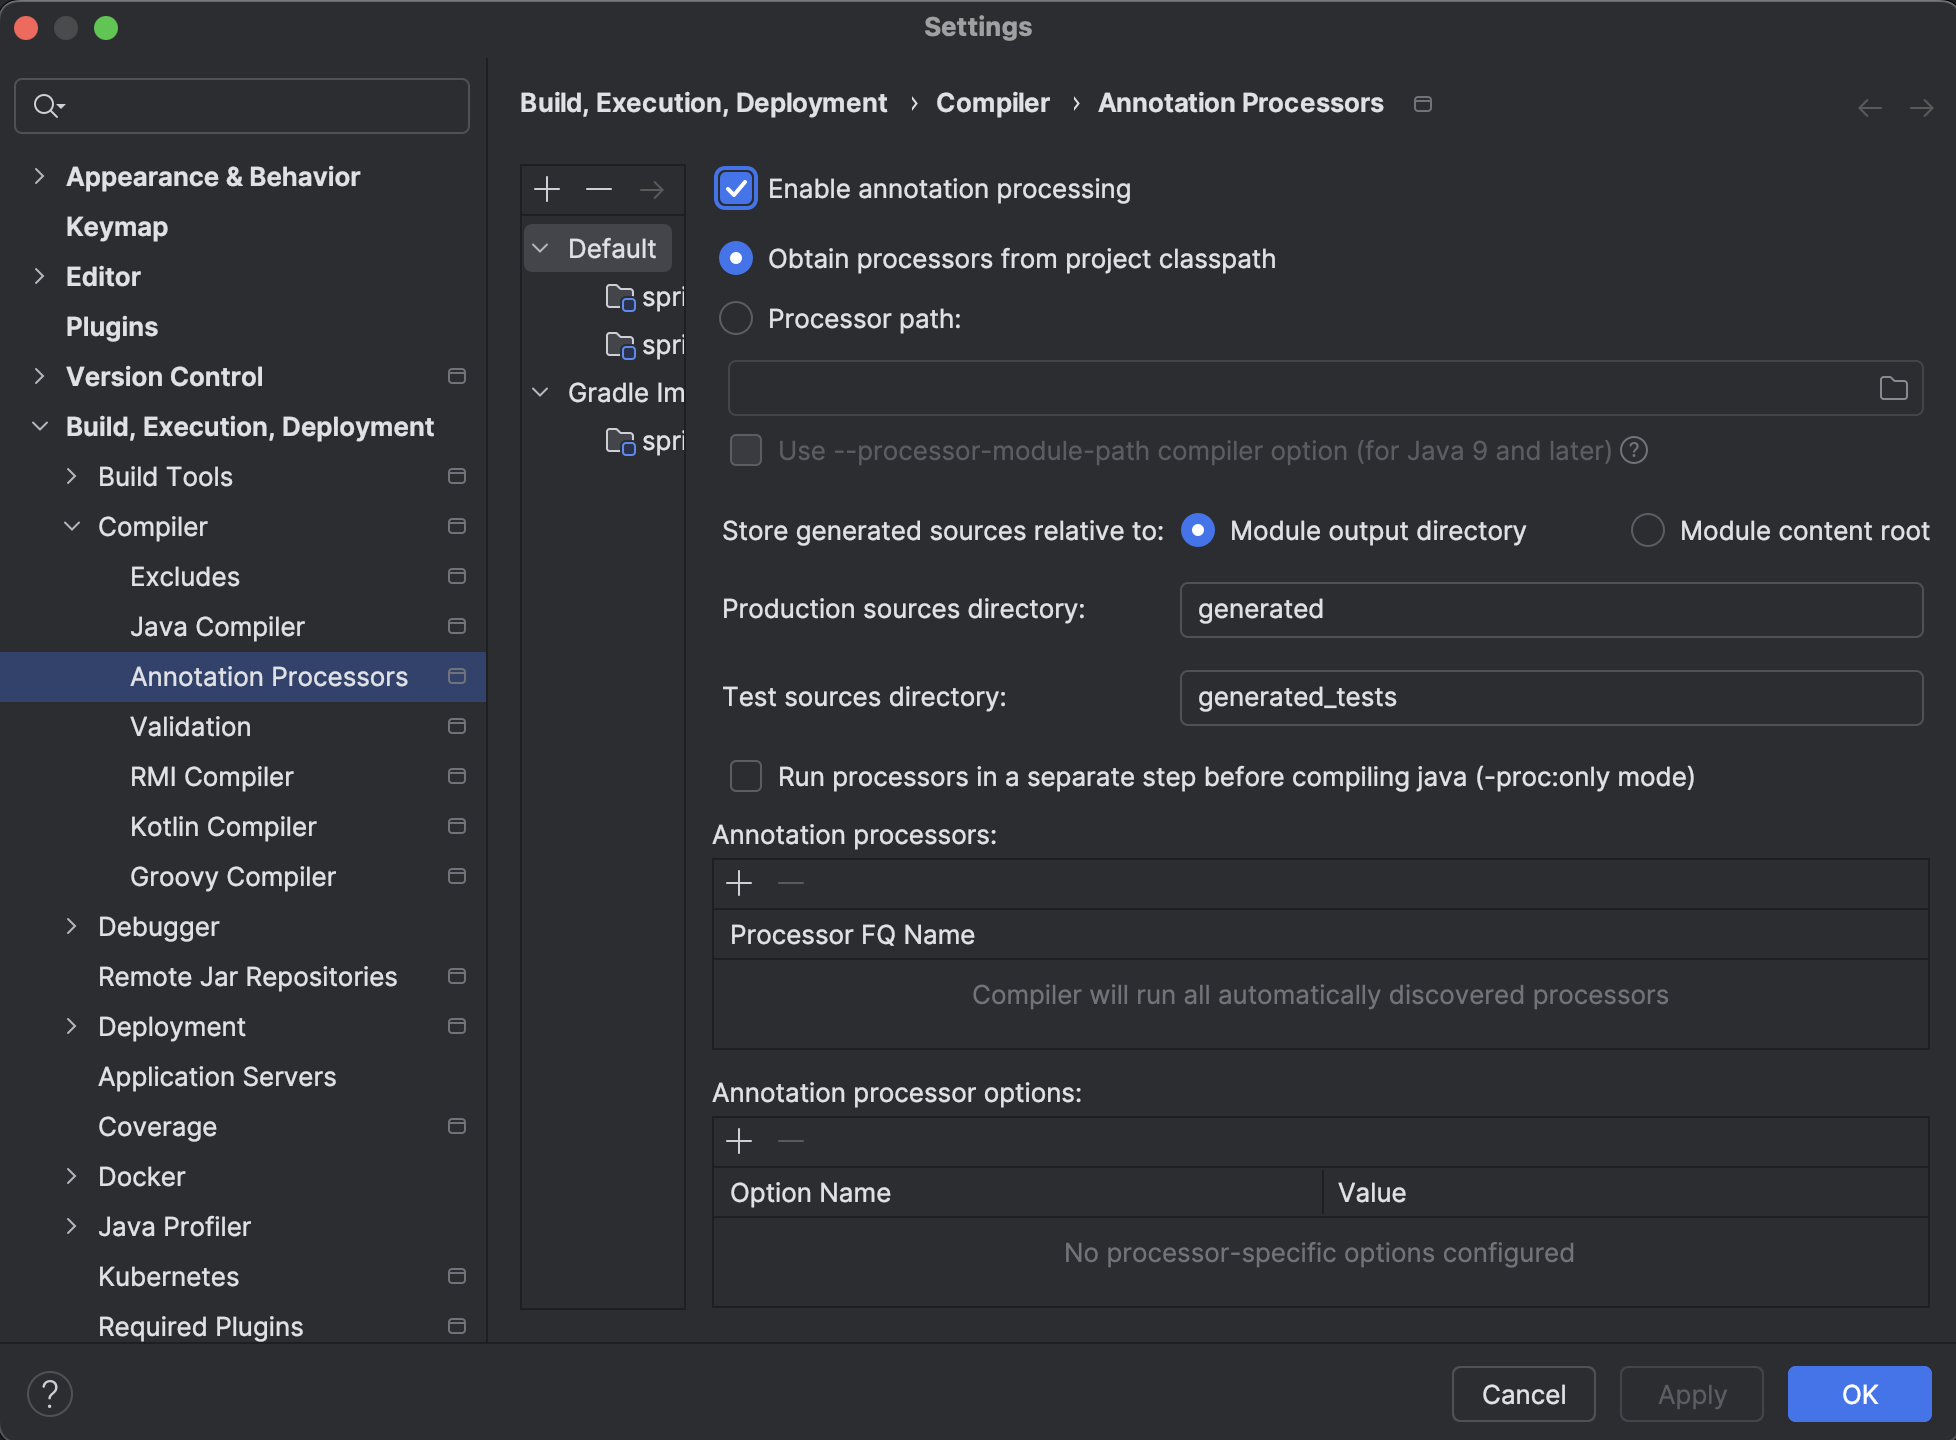 Settings
Appearance & Behavior
Keymap
Editor
Plugins
Version Control
Build, Execution, Deployment
Build Tools
Compiler
Excludes
Java Compiler
Annotation Processors
Validation
RMI Compiler
Kotlin Compiler
Groovy Compiler
Debugger
Remote Jar Repositories
Deployment
Application Servers
Coverage
Docker
Java Profiler
Kubernetes
Required Plugins
Build, Execution, Deployment › Compiler › Annotation Processors
Default
spri
spri
Gradle Im
spri
Enable annotation processing
Obtain processors from project classpath
Processor path:
Use --processor-module-path compiler option (for Java 9 and later) ?
Store generated sources relative to: Module output directory Module content root
Production sources directory: generated
Test sources directory: generated_tests
Run processors in a separate step before compiling java (-proc:only mode)
Annotation processors:
Processor FQ Name
Compiler will run all automatically discovered processors
Annotation processor options:
Option Name Value
No processor-specific options configured
? Cancel Apply OK